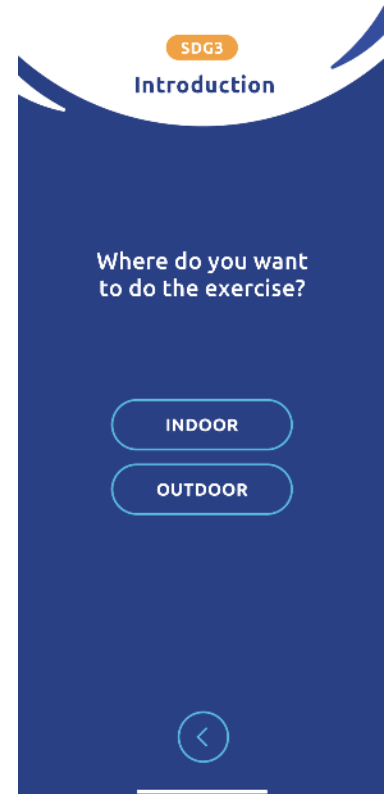 SDG3
Introduction
Where do you want
to do the exercise?
INDOOR
OUTDOOR